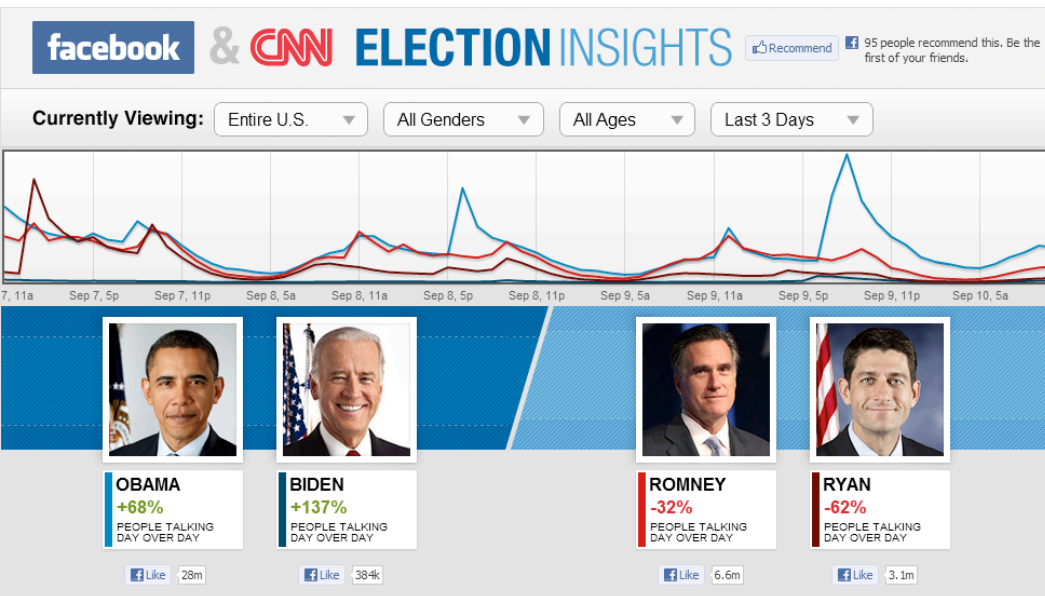 facebook & CNN ELECTION INSIGHTS
Recommend
95 people recommend this. Be the
first of your friends.
Currently Viewing: Entire U.S. All Genders All Ages Last 3 Days
7, 11a Sep 7, 5p Sep 7, 11p Sep 8, 5a Sep 8, 11a Sep 8, 5p Sep 8, 11p Sep 9, 5a Sep 9, 11a Sep 9, 5p Sep 9, 11p Sep 10, 5a
OBAMA
+68%
PEOPLE TALKING
DAY OVER DAY
Like 28m
BIDEN
+137%
PEOPLE TALKING
DAY OVER DAY
Like 384k
ROMNEY
-32%
PEOPLE TALKING
DAY OVER DAY
Like 6.6m
RYAN
-62%
PEOPLE TALKING
DAY OVER DAY
Like 3.1m